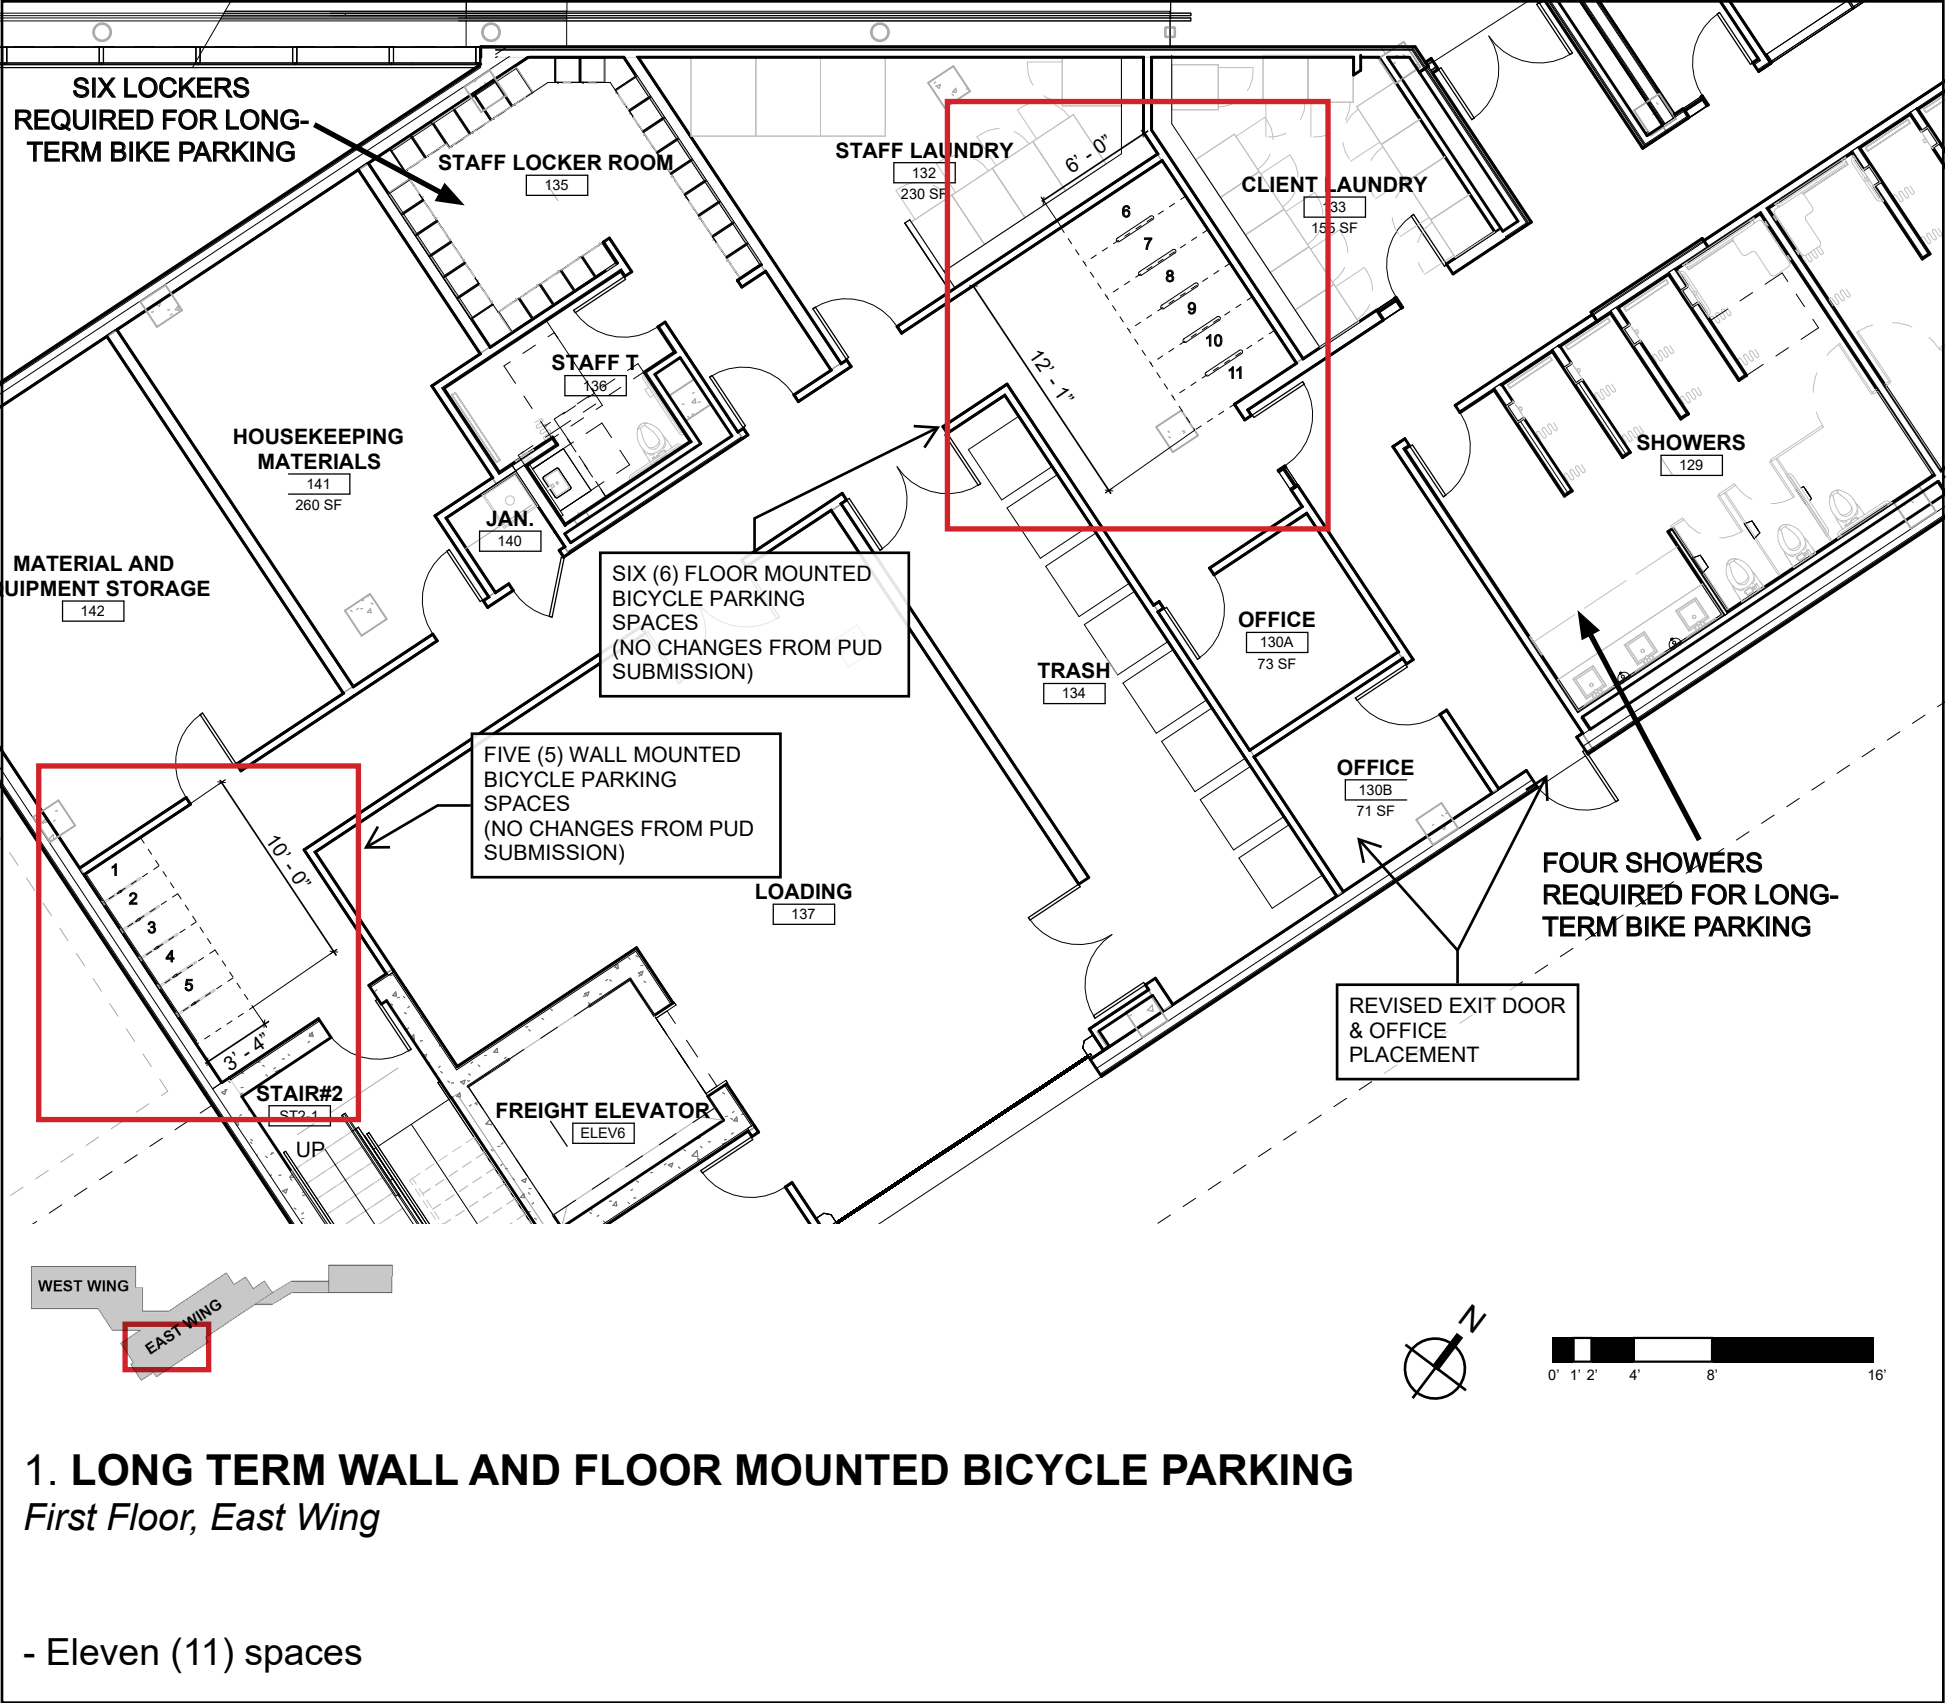 SIX LOCKERS
REQUIRED FOR LONG-
TERM BIKE PARKING
STAFF LOCKER ROOM
135
STAFF LAUNDRY
132
230 SF
6' - 0"
CLIENT LAUNDRY
133
155 SF
6
7
8
9
10
11
12' - 1"
STAFF T
136
HOUSEKEEPING
MATERIALS
141
260 SF
JAN.
140
SHOWERS
129
MATERIAL AND
UIPMENT STORAGE
142
SIX (6) FLOOR MOUNTED
BICYCLE PARKING
SPACES
(NO CHANGES FROM PUD
SUBMISSION)
OFFICE
130A
73 SF
TRASH
134
FIVE (5) WALL MOUNTED
BICYCLE PARKING
SPACES
(NO CHANGES FROM PUD
SUBMISSION)
OFFICE
130B
71 SF
10' - 0"
1
2
3
4
5
3' - 4"
LOADING
137
FOUR SHOWERS
REQUIRED FOR LONG-
TERM BIKE PARKING
REVISED EXIT DOOR
& OFFICE
PLACEMENT
STAIR#2
ST2-1
UP
FREIGHT ELEVATOR
ELEV6
WEST WING
EAST WING
N
0' 1' 2' 4' 8' 16'
1. LONG TERM WALL AND FLOOR MOUNTED BICYCLE PARKING
First Floor, East Wing
- Eleven (11) spaces